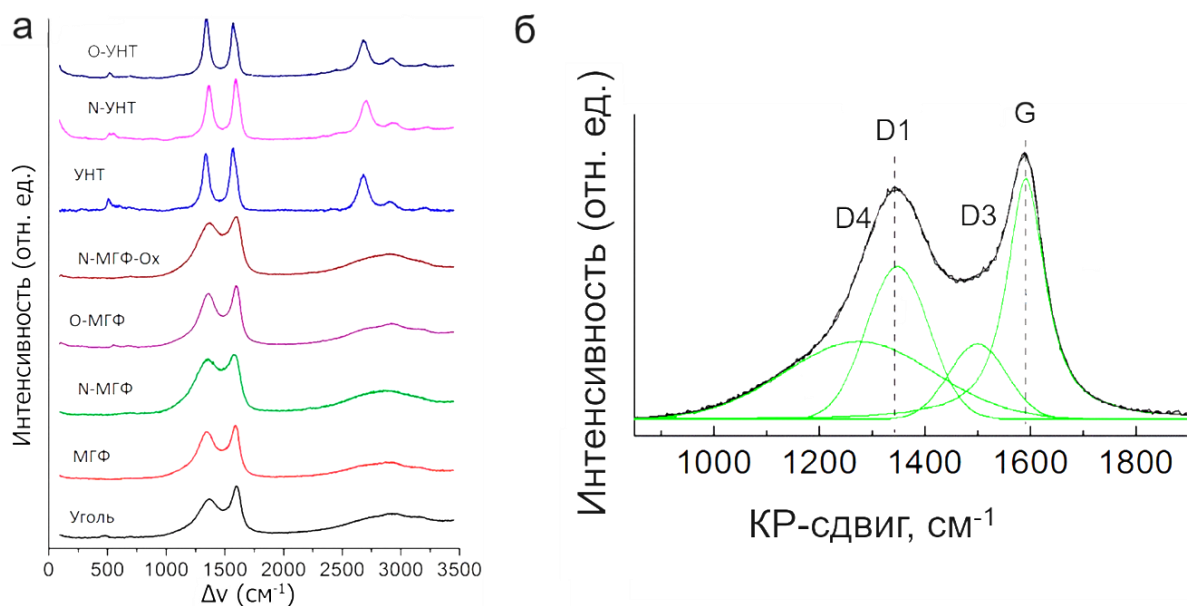 а
О-УНТ
N-УНТ
УНТ
N-МГФ-Ох
О-МГФ
N-МГФ
МГФ
Уголь
Интенсивность (отн. ед.)
0 500 1000 1500 2000 2500 3000 3500
Δν (см⁻¹)
б
G
D1
D4
D3
Интенсивность (отн. ед.)
1000 1200 1400 1600 1800
КР-сдвиг, см⁻¹